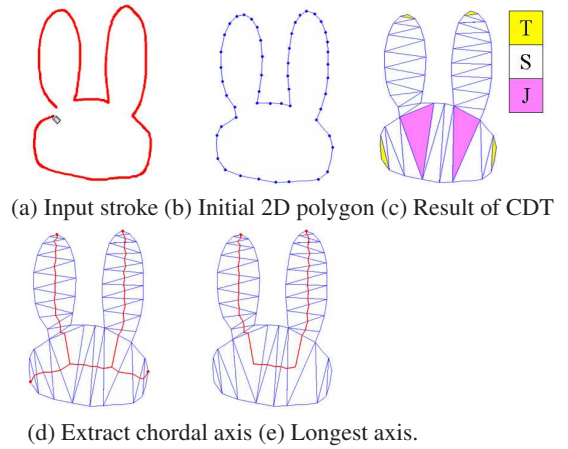 T
S
J
(a) Input stroke (b) Initial 2D polygon (c) Result of CDT
(d) Extract chordal axis (e) Longest axis.